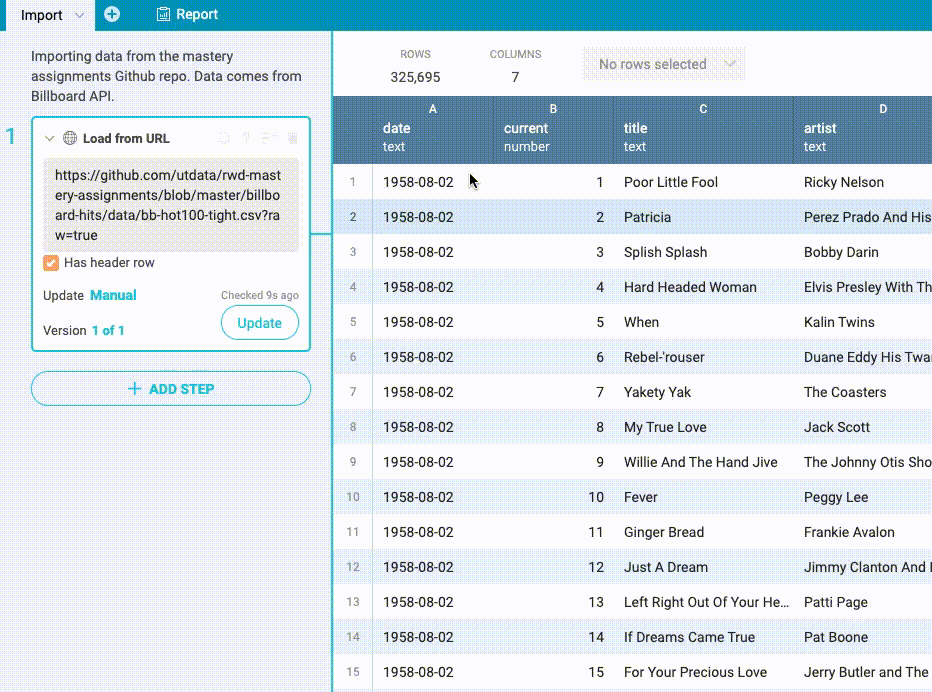 Import
Report
Importing data from the mastery
assignments Github repo. Data comes from
Billboard API.
1
Load from URL
https://github.com/utdata/rwd-mast
ery-assignments/blob/master/billbo
ard-hits/data/bb-hot100-tight.csv?ra
w=true
Has header row
Update Manual Checked 9s ago
Version 1 of 1 Update
ADD STEP
ROWS COLUMNS
325,695 7 No rows selected
A B C D
date current title artist
text number text text
1 1958-08-02 1 Poor Little Fool Ricky Nelson
2 1958-08-02 2 Patricia Perez Prado And His
3 1958-08-02 3 Splish Splash Bobby Darin
4 1958-08-02 4 Hard Headed Woman Elvis Presley With Th
5 1958-08-02 5 When Kalin Twins
6 1958-08-02 6 Rebel-'rouser Duane Eddy His Twa
7 1958-08-02 7 Yakety Yak The Coasters
8 1958-08-02 8 My True Love Jack Scott
9 1958-08-02 9 Willie And The Hand Jive The Johnny Otis Sho
10 1958-08-02 10 Fever Peggy Lee
11 1958-08-02 11 Ginger Bread Frankie Avalon
12 1958-08-02 12 Just A Dream Jimmy Clanton And
13 1958-08-02 13 Left Right Out Of Your He... Patti Page
14 1958-08-02 14 If Dreams Came True Pat Boone
15 1958-08-02 15 For Your Precious Love Jerry Butler and The